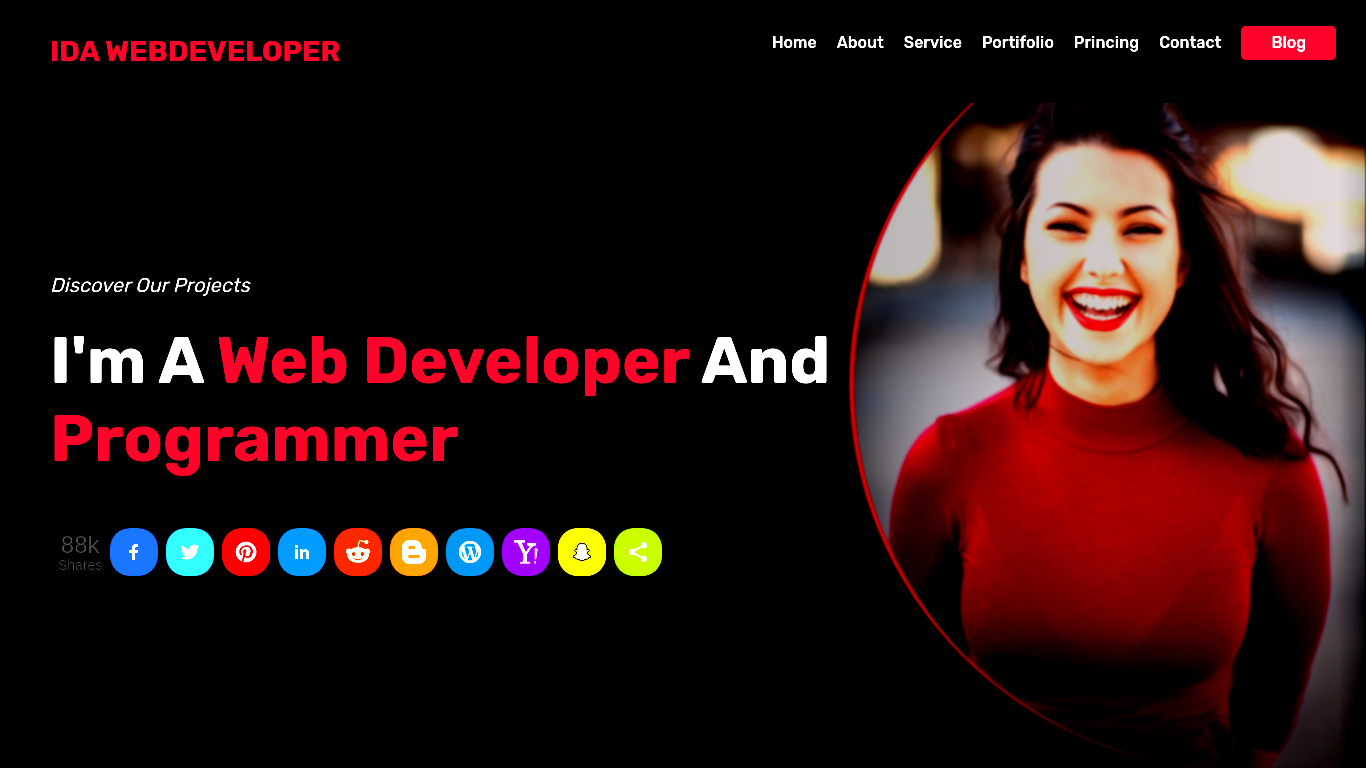 IDA WEBDEVELOPER
Home About Service Portifolio Princing Contact Blog
Discover Our Projects
I'm A Web Developer And
Programmer
88k
Shares